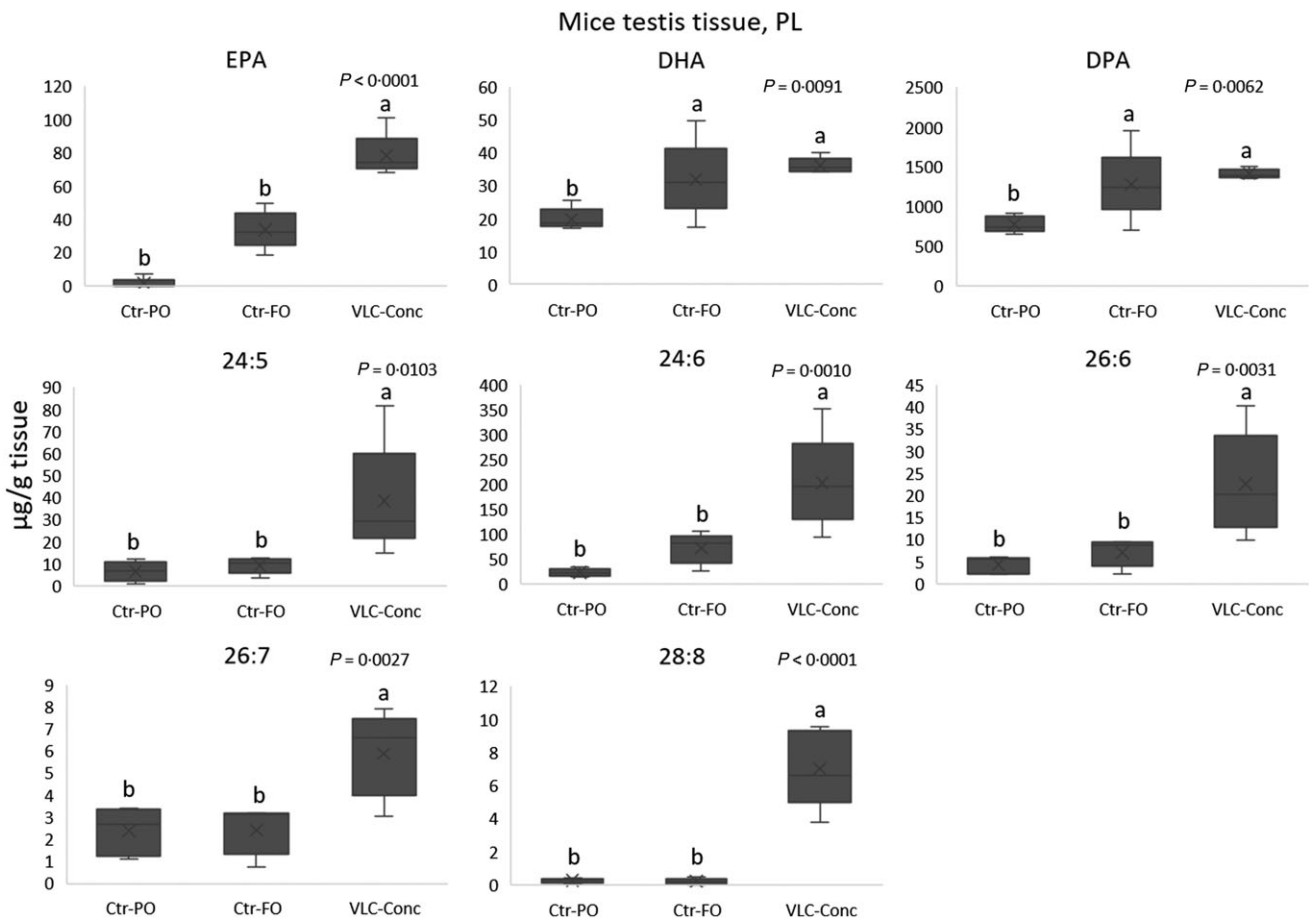 Mice testis tissue, PL
EPA
P < 0·0001
120
100
80
60
40
20
0
b
b
a
Ctr-PO
Ctr-FO
VLC-Conc
DHA
P = 0·0091
60
50
40
30
20
10
0
b
a
a
Ctr-PO
Ctr-FO
VLC-Conc
DPA
P = 0·0062
2500
2000
1500
1000
500
0
b
a
a
Ctr-PO
Ctr-FO
VLC-Conc
µg/g tissue
24:5
P = 0·0103
90
80
70
60
50
40
30
20
10
0
b
b
a
Ctr-PO
Ctr-FO
VLC-Conc
24:6
P = 0·0010
400
350
300
250
200
150
100
50
0
b
b
a
Ctr-PO
Ctr-FO
VLC-Conc
26:6
P = 0·0031
45
40
35
30
25
20
15
10
5
0
b
b
a
Ctr-PO
Ctr-FO
VLC-Conc
26:7
P = 0·0027
9
8
7
6
5
4
3
2
1
0
b
b
a
Ctr-PO
Ctr-FO
VLC-Conc
28:8
P < 0·0001
12
10
8
6
4
2
0
b
b
a
Ctr-PO
Ctr-FO
VLC-Conc